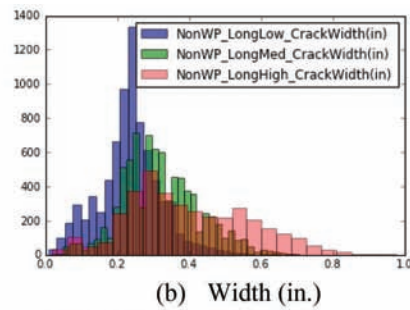 1400
1200
1000
800
600
400
200
0
NonWP_LongLow_CrackWidth(in)
NonWP_LongMed_CrackWidth(in)
NonWP_LongHigh_CrackWidth(in)
0.0 0.2 0.4 0.6 0.8 1.0
(b) Width (in.)